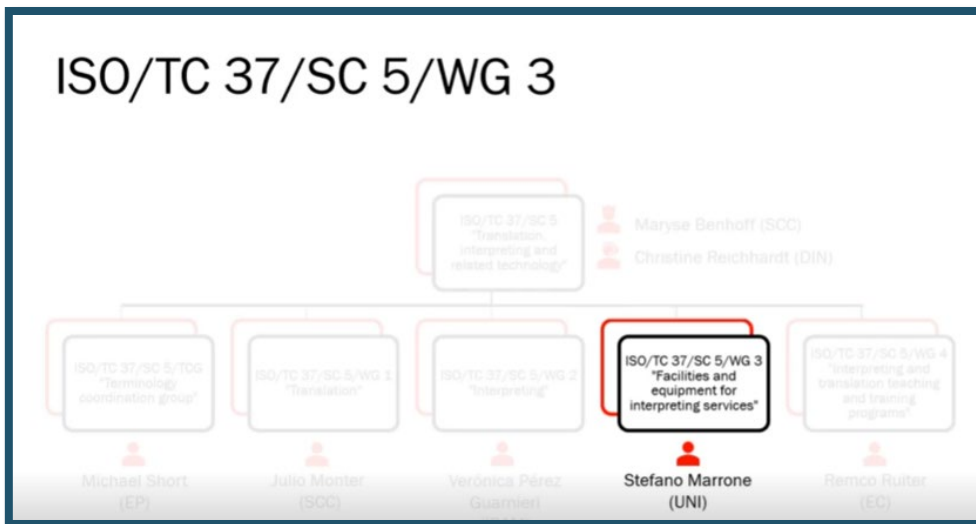 ISO/TC 37/SC 5/WG 3
ISO/TC 37/SC 5
"Translation,
interpreting and
related technology"
Maryse Benhoff (SCC)
Christine Reichhardt (DIN)
ISO/TC 37/SC 5/TCG
"Terminology
coordination group"
Michael Short
(EP)
ISO/TC 37/SC 5/WG 1
"Translation"
Julio Monter
(SCC)
ISO/TC 37/SC 5/WG 2
"Interpreting"
Verónica Pérez
Guarnieri
ISO/TC 37/SC 5/WG 3
"Facilities and
equipment for
interpreting services"
Stefano Marrone
(UNI)
ISO/TC 37/SC 5/WG 4
"Interpreting and
translation teaching
and training
programs"
Remco Ruiter
(EC)